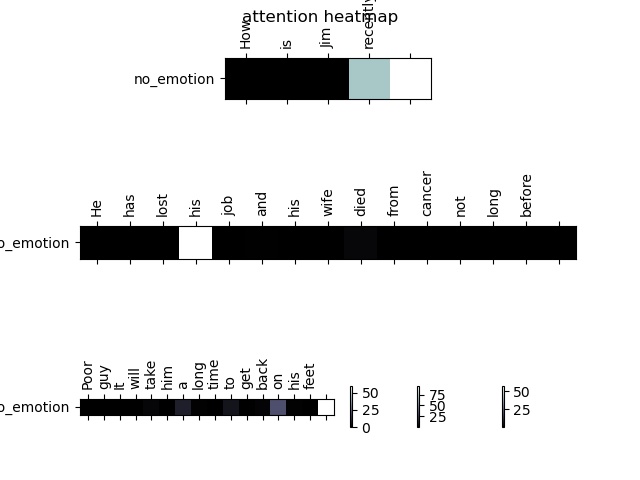 attention heatmap
How is Jim recently
no_emotion
He has lost his job and his wife died from cancer not long before
o_emotion
Poor guy It will take him a long time to get back on his feet
o_emotion
50 25 0
75 50 25
50 25